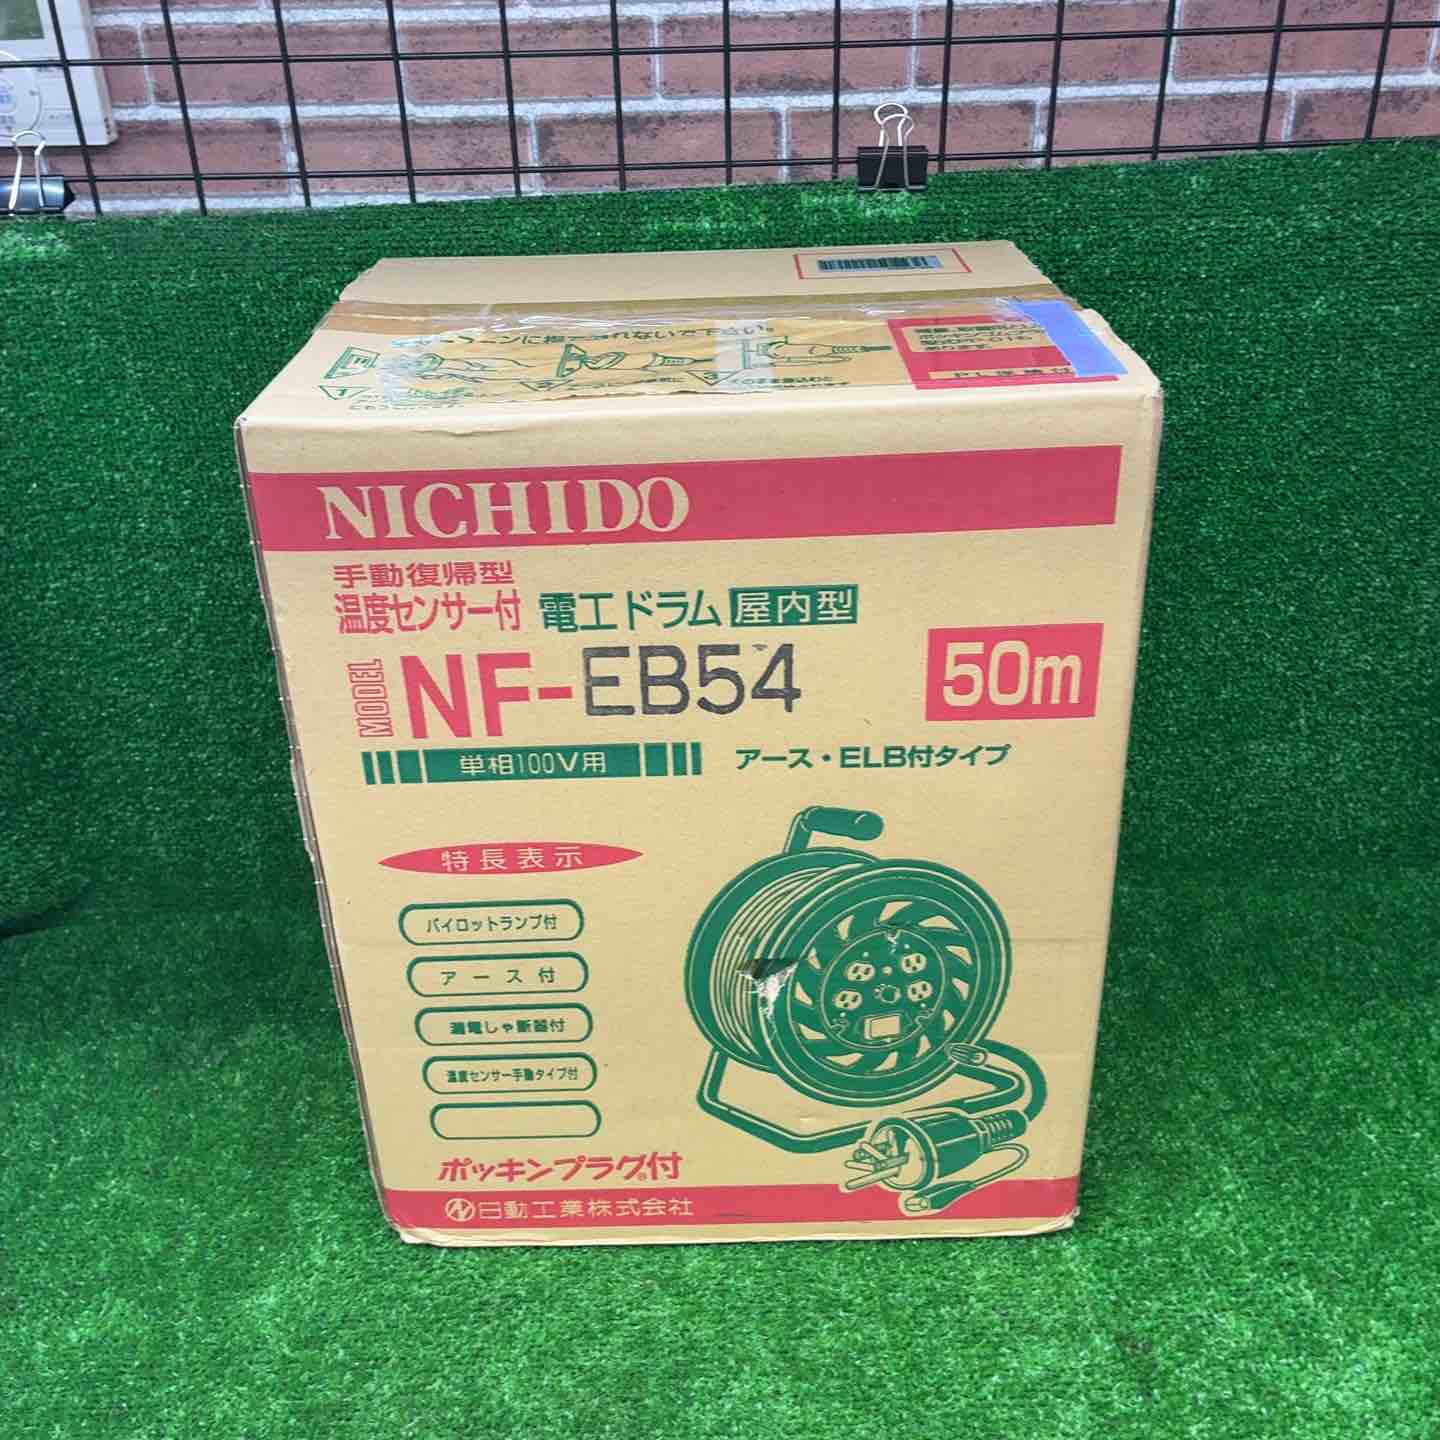 NICHIDO
手動復帰型
温度センサー付
電工ドラム
屋内型
MODEL
NF-EB54
50m
単相100V用
アース・ELB付タイプ
特長表示
パイロットランプ付
アース付
漏電しゃ断器付
温度センサー手動タイプ付
ポッキンプラグ付
日動工業株式会社